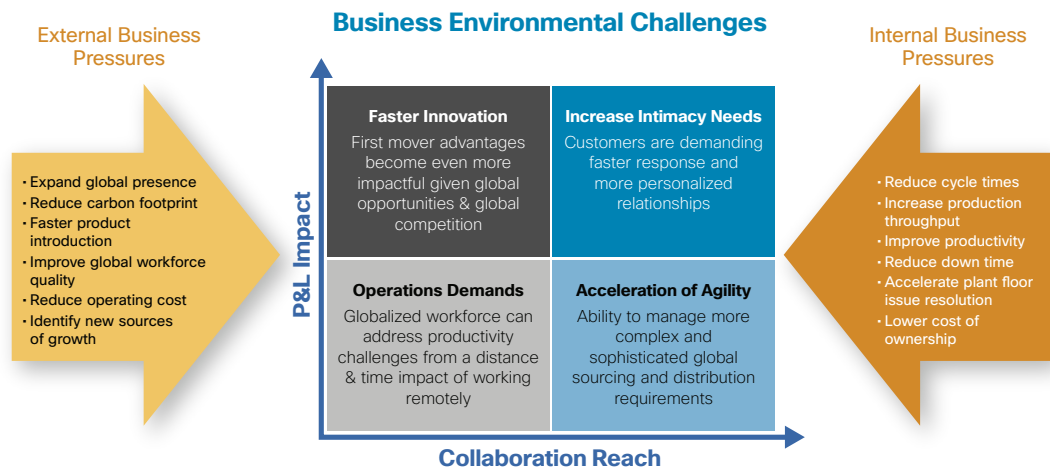 Business Environmental Challenges
External Business
Pressures
• Expand global presence
• Reduce carbon footprint
• Faster product
introduction
• Improve global workforce
quality
• Reduce operating cost
• Identify new sources
of growth
P&L Impact
Faster Innovation
First mover advantages
become even more
impactful given global
opportunities & global
competition
Increase Intimacy Needs
Customers are demanding
faster response and
more personalized
relationships
Operations Demands
Globalized workforce can
address productivity
challenges from a distance
& time impact of working
remotely
Acceleration of Agility
Ability to manage more
complex and
sophisticated global
sourcing and distribution
requirements
Collaboration Reach
Internal Business
Pressures
• Reduce cycle times
• Increase production
throughput
• Improve productivity
• Reduce down time
• Accelerate plant floor
issue resolution
• Lower cost of
ownership